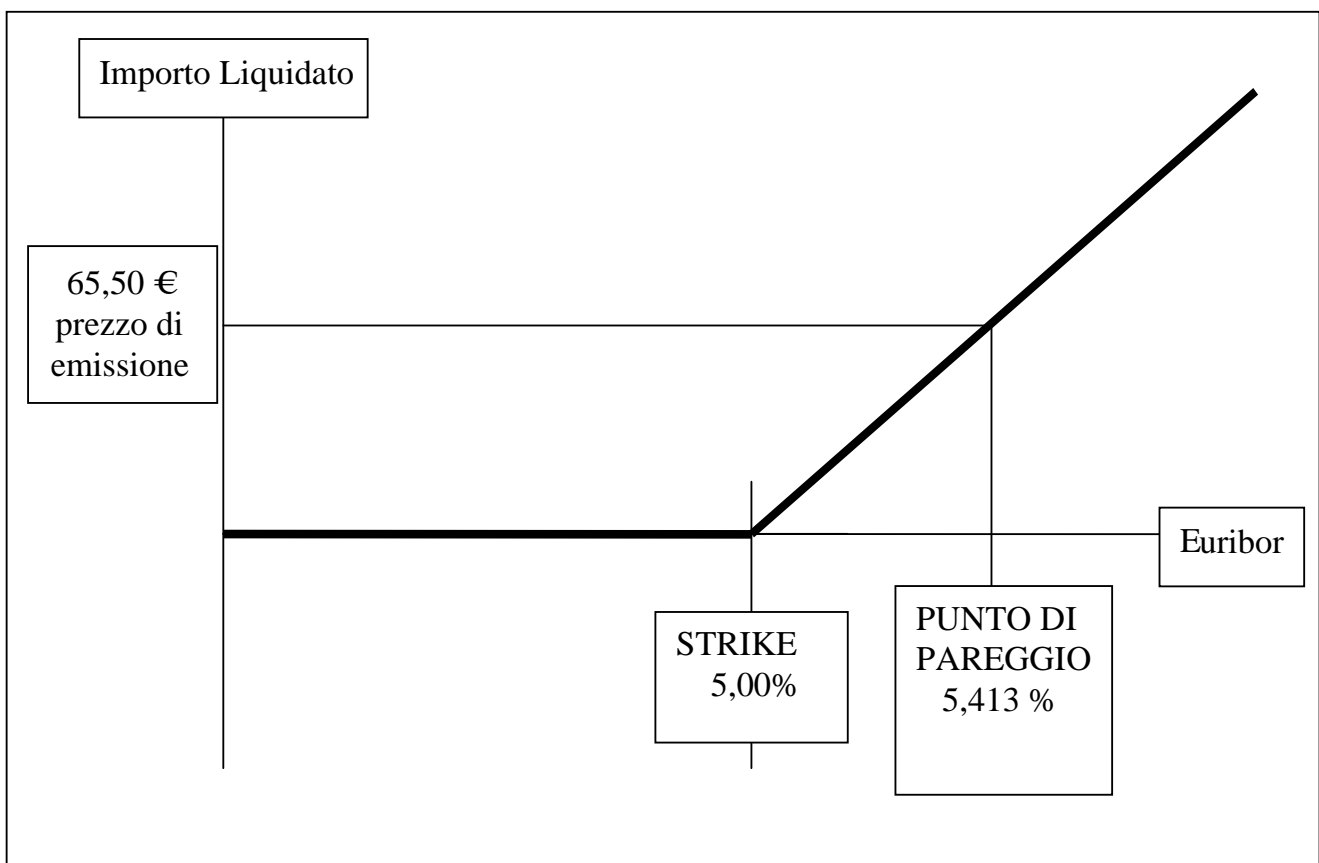 Importo Liquidato
65,50 €
prezzo di
emissione
Euribor
STRIKE
5,00%
PUNTO DI
PAREGGIO
5,413 %